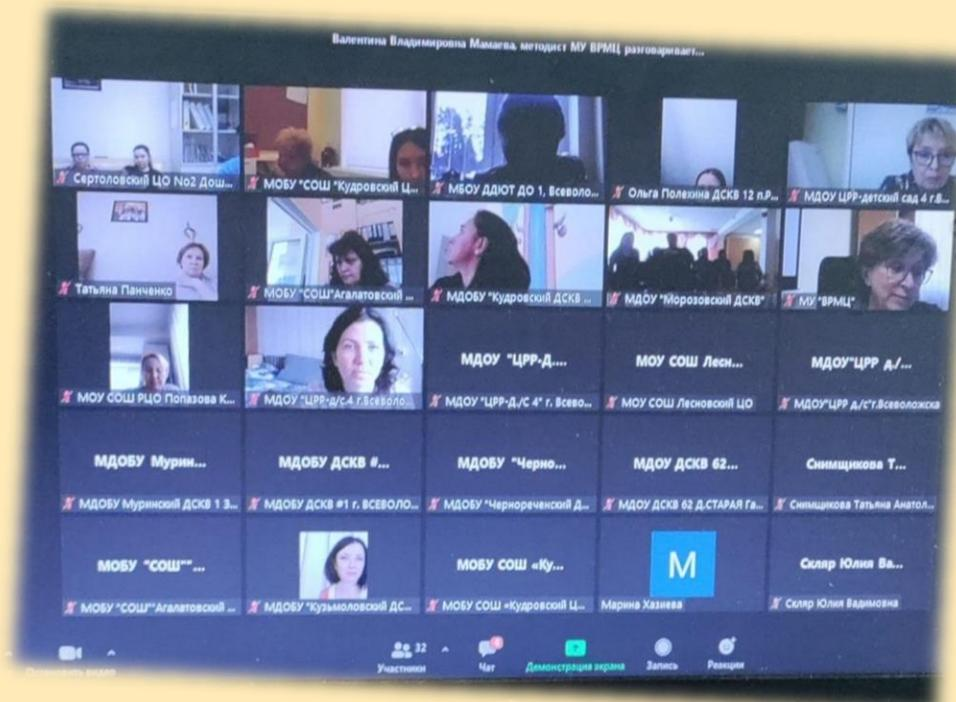 Валентина Владимировна Мамаева, методист МУ ВРМЦ разговаривает...
Сертоловский ЦО No2 Дош...
МОБУ "СОШ "Кудровский Ц...
МБОУ ДДЮТ ДО 1, Всеволо...
Ольга Полехина ДСКВ 12 п.Р...
МДОУ ЦРР-детский сад 4 г.В...
Татьяна Панченко
МОБУ "СОШ"Агалатовский ...
МДОБУ "Кудровский ДСКВ ...
МДОУ "Морозовский ДСКВ"
МУ "ВРМЦ"
МОУ СОШ РЦО Попазова К...
МДОУ "ЦРР-д/с.4 г.Всеволо...
МДОУ "ЦРР-Д....
МОУ СОШ Лесн...
МДОУ"ЦРР д./...
МДОУ "ЦРР-Д./С 4" г. Всево...
МОУ СОШ Лесновский ЦО
МДОУ"ЦРР д./с"г.Всеволожска
МДОБУ Мурин...
МДОБУ ДСКВ #...
МДОБУ "Черно...
МДОУ ДСКВ 62...
Снимщикова Т...
МДОБУ Муринский ДСКВ 1 З...
МДОБУ ДСКВ #1 г. ВСЕВОЛО...
МДОБУ "Чернореченский Д...
МДОУ ДСКВ 62 Д.СТАРАЯ Га...
Снимщикова Татьяна Анатол...
МОБУ "СОШ""...
МОБУ СОШ «Ку...
М
Скляр Юлия Ва...
МОБУ "СОШ""Агалатовский ...
МДОБУ "Кузьмоловский ДС...
МОБУ СОШ «Кудровский Ц...
Марина Хазиева
Скляр Юлия Вадимовна
32
Участники
Чат
Демонстрация экрана
Запись
Реакции